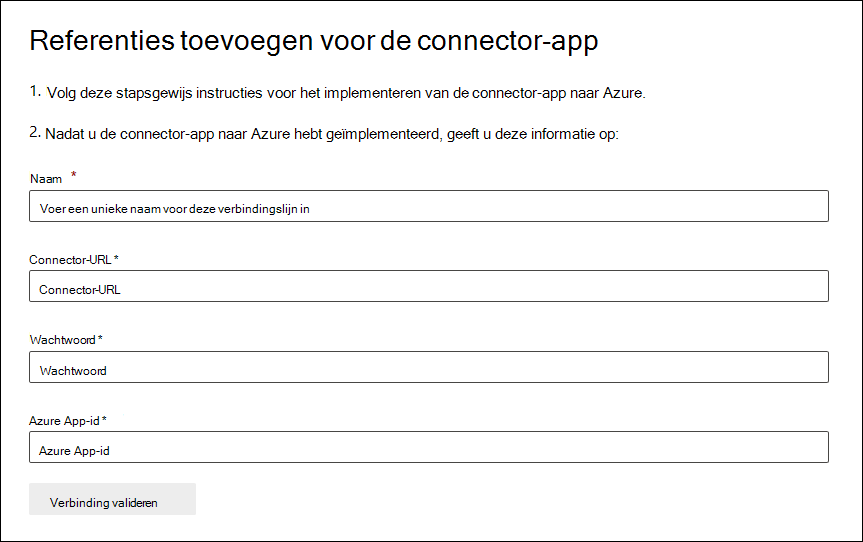 Referenties toevoegen voor de connector-app
1. Volg deze stapsgewijs instructies voor het implementeren van de connector-app naar Azure.
2. Nadat u de connector-app naar Azure hebt geïmplementeerd, geeft u deze informatie op:
Naam *
Voer een unieke naam voor deze verbindingslijn in
Connector-URL *
Connector-URL
Wachtwoord *
Wachtwoord
Azure App-id *
Azure App-id
Verbinding valideren